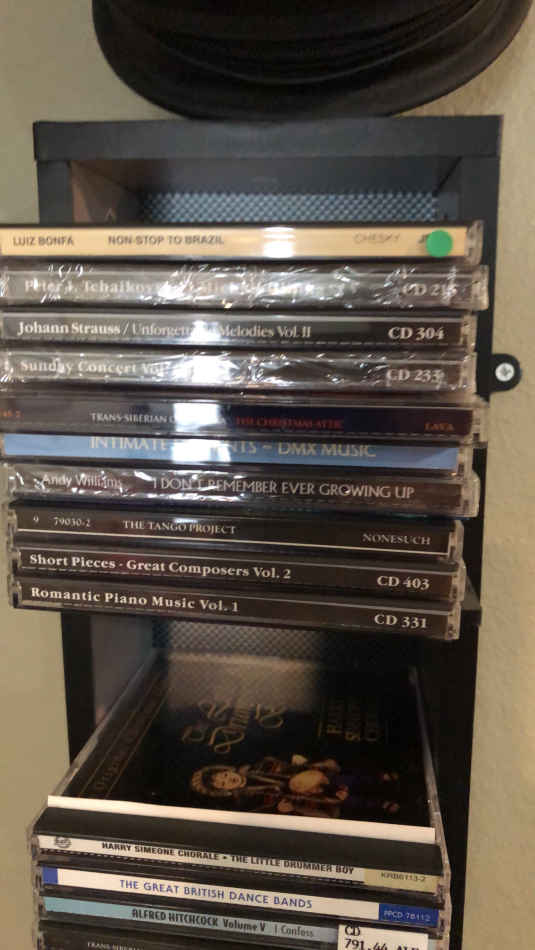 LUIZ BONFA NON-STOP TO BRAZIL CHESKY
Peter I. CD
Johann Strauss / Melodies Vol. II CD 304
Sunday Concert CD 233
TRANS-SIBERIAN THE CHRISTMAS ATTIC LAVA
INTIMATE ~ DMX MUSIC
Andy Williams I DON'T REMEMBER EVER GROWING UP
9 79030-2 THE TANGO PROJECT NONESUCH
Short Pieces - Great Composers Vol. 2 CD 403
Romantic Piano Music Vol. 1 CD 331
HARRY SIMEONE CHORALE • THE LITTLE DRUMMER BOY KRB6113-2
THE GREAT BRITISH DANCE BANDS PPCD 78112
ALFRED HITCHCOCK Volume V I Confess
CD
791.44
TRANS-SIBERIAN